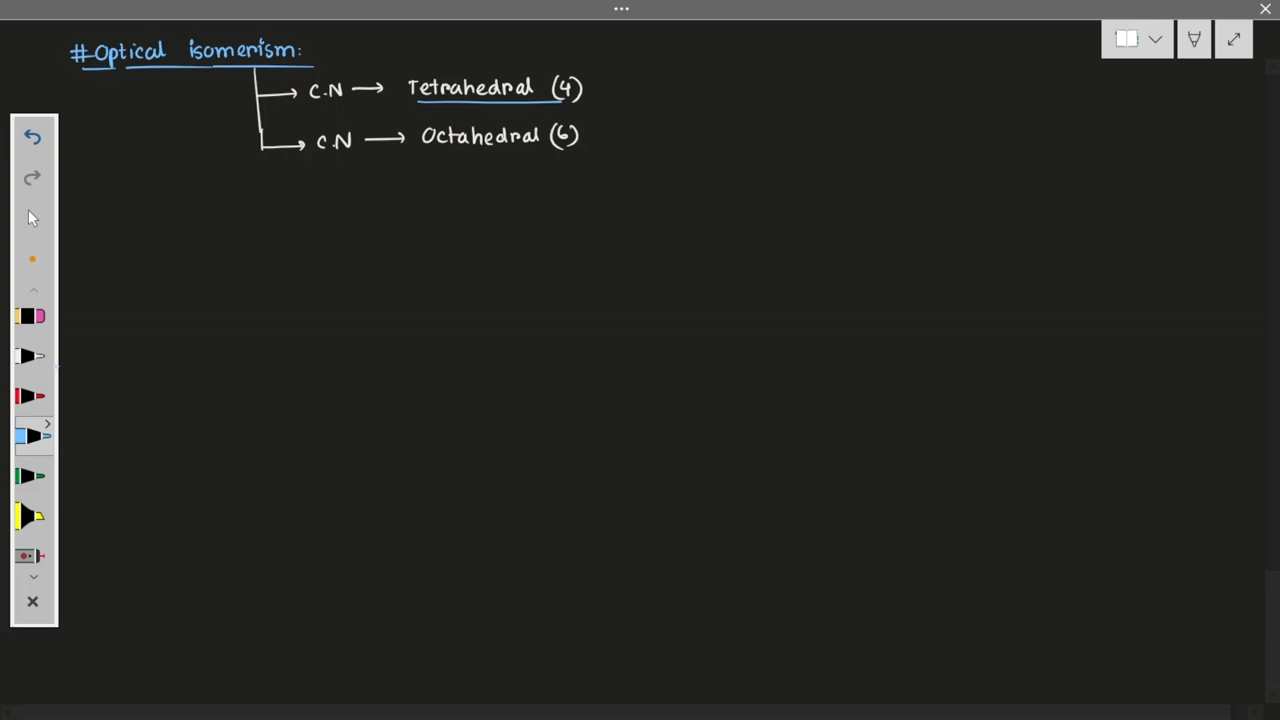 #Optical isomerism:
C.N → Tetrahedral (4)
C.N → Octahedral (6)